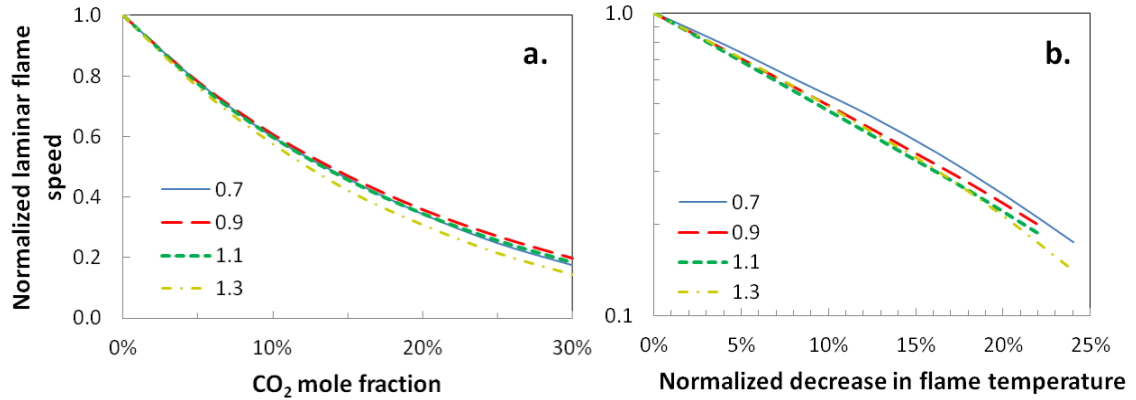 Normalized laminar flame
speed
1.0
0.8
0.6
0.4
0.2
0.0
a.
0.7
0.9
1.1
1.3
0% 10% 20% 30%
CO₂ mole fraction
1.0
0.1
b.
0.7
0.9
1.1
1.3
0% 5% 10% 15% 20% 25%
Normalized decrease in flame temperature